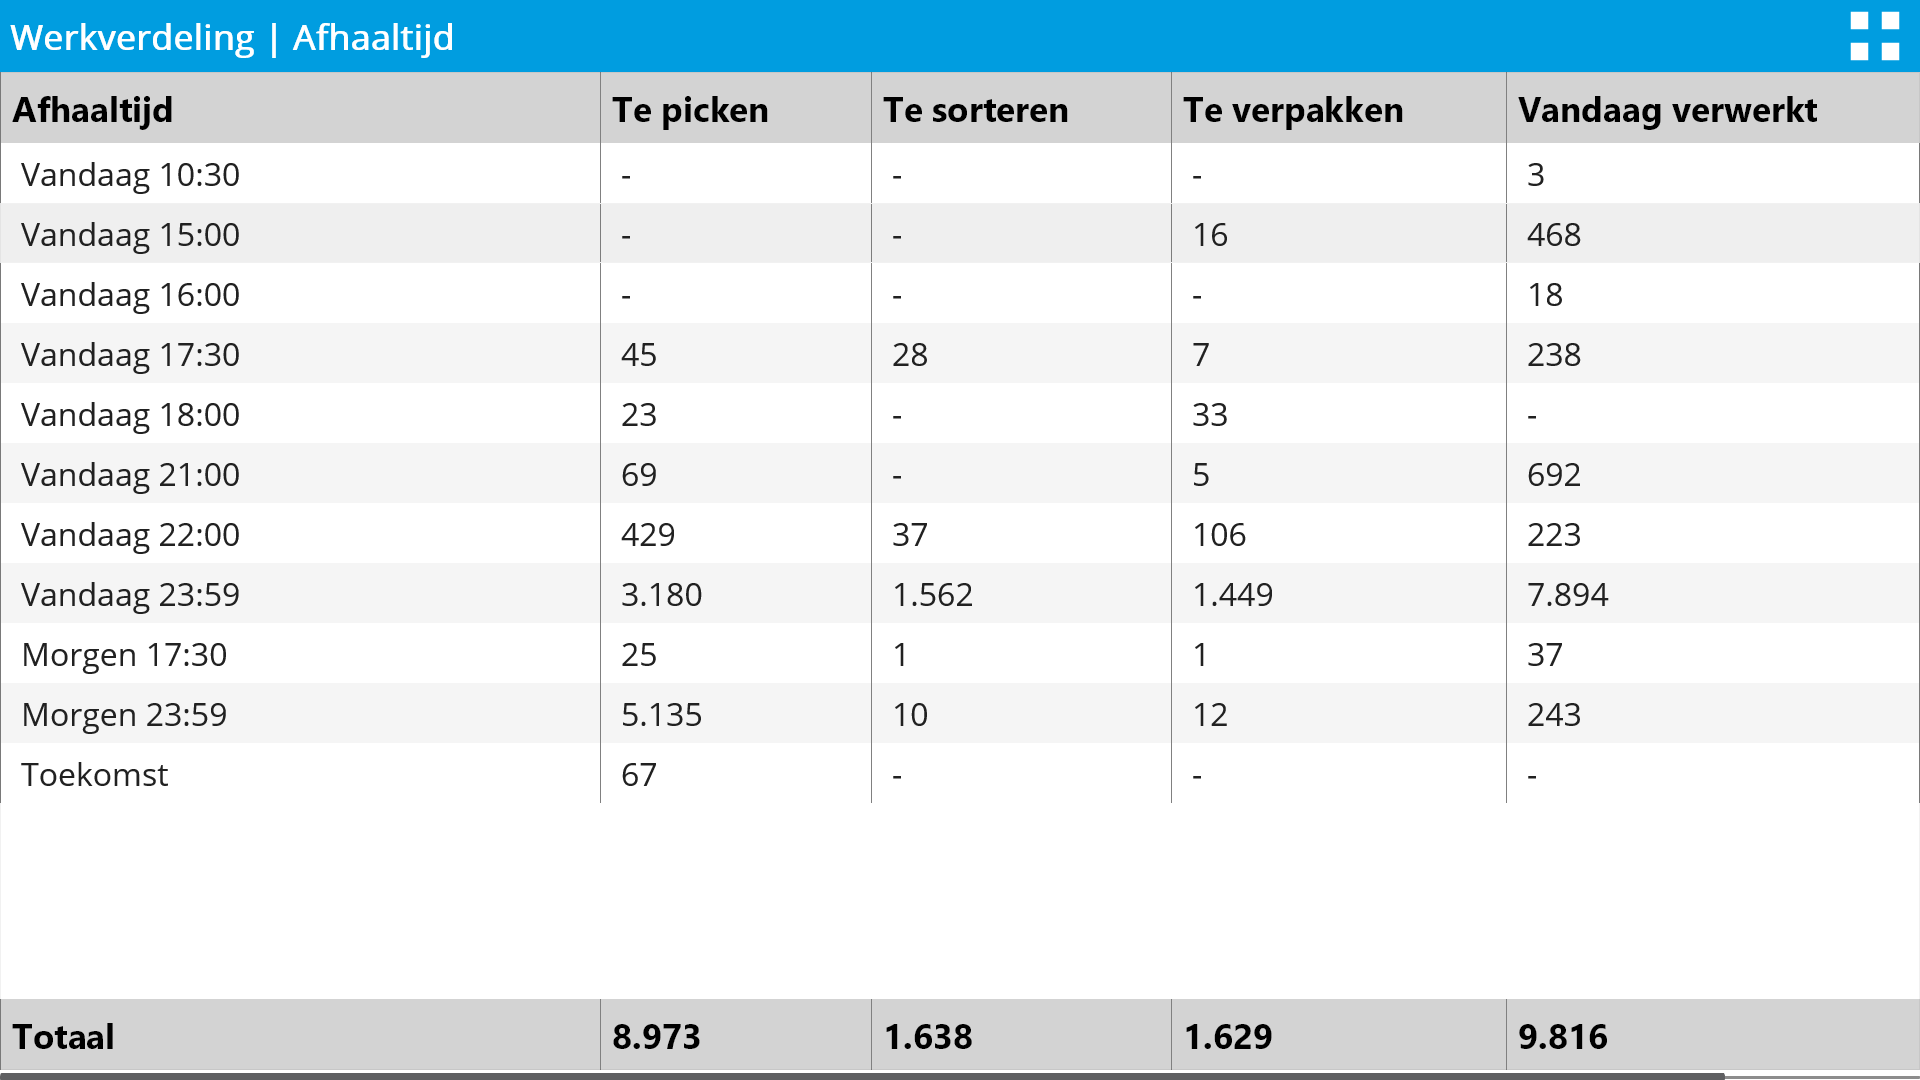 Werkverdeling | Afhaaltijd
Afhaaltijd Te picken Te sorteren Te verpakken Vandaag verwerkt
Vandaag 10:30 - - - 3
Vandaag 15:00 - - 16 468
Vandaag 16:00 - - - 18
Vandaag 17:30 45 28 7 238
Vandaag 18:00 23 - 33 -
Vandaag 21:00 69 - 5 692
Vandaag 22:00 429 37 106 223
Vandaag 23:59 3.180 1.562 1.449 7.894
Morgen 17:30 25 1 1 37
Morgen 23:59 5.135 10 12 243
Toekomst 67 - - -
Totaal 8.973 1.638 1.629 9.816